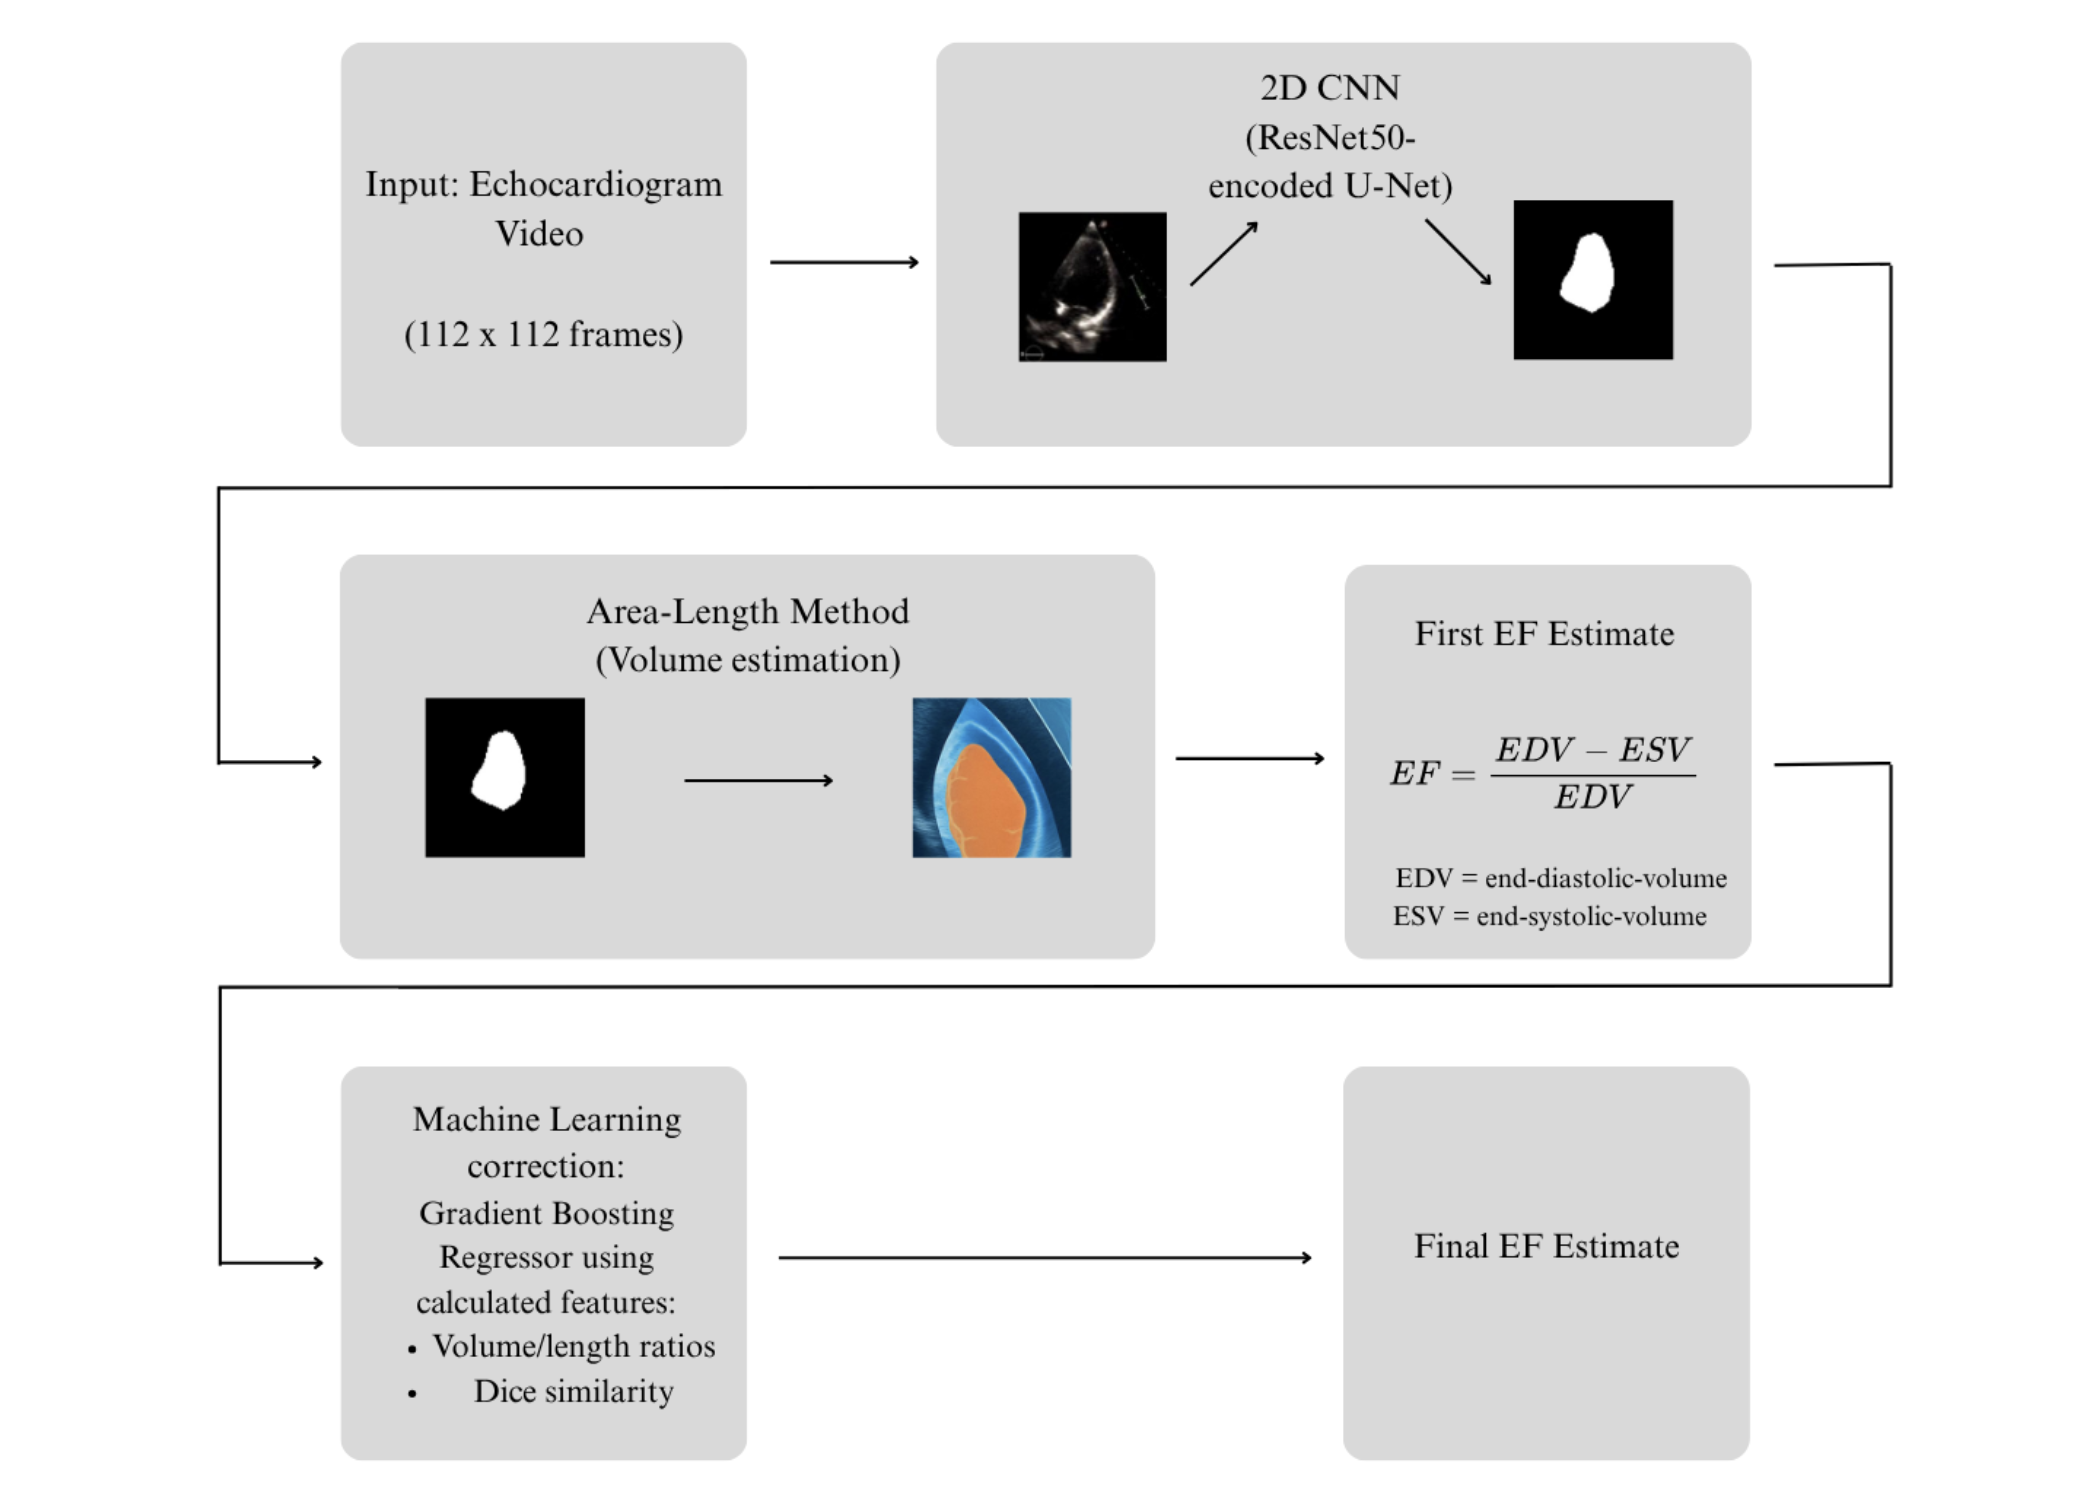 Input: Echocardiogram
Video
(112 x 112 frames)
2D CNN
(ResNet50-
encoded U-Net)
Area-Length Method
(Volume estimation)
First EF Estimate
EF = \frac{EDV − ESV}{EDV}
EDV = end-diastolic-volume
ESV = end-systolic-volume
Machine Learning
correction:
Gradient Boosting
Regressor using
calculated features:
• Volume/length ratios
• Dice similarity
Final EF Estimate